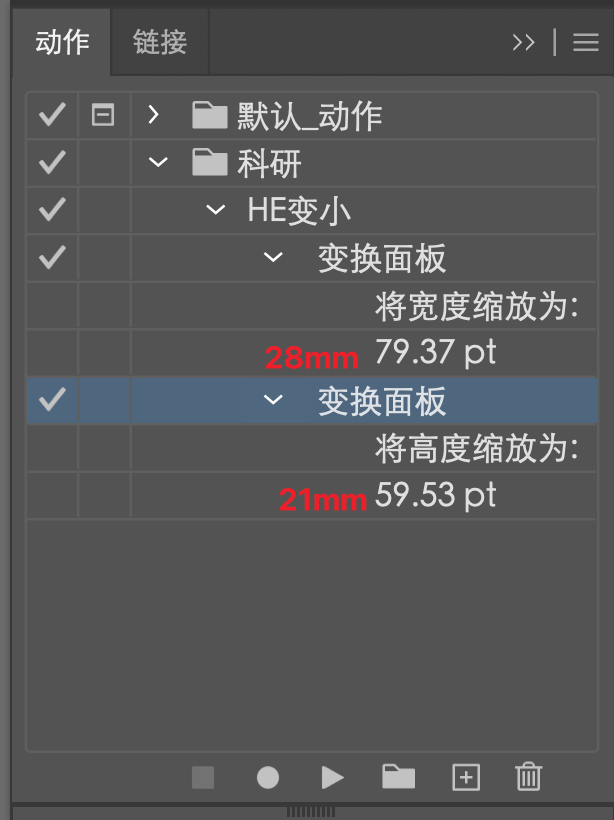 动作 链接
默认_动作
科研
HE变小
变换面板
将宽度缩放为:
28mm 79.37 pt
变换面板
将高度缩放为:
21mm 59.53 pt